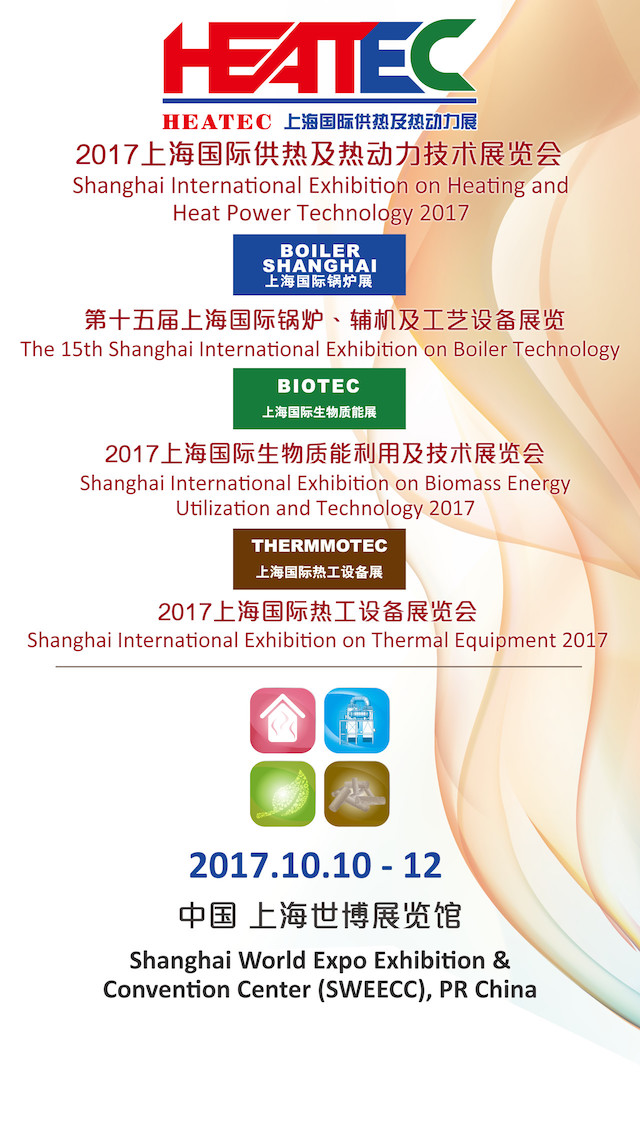 HEATEC
HEATEC 上海国际供热及热动力展
2017上海国际供热及热动力技术展览会
Shanghai International Exhibition on Heating and
Heat Power Technology 2017
BOILER
SHANGHAI
上海国际锅炉展
第十五届上海国际锅炉、辅机及工艺设备展览
The 15th Shanghai International Exhibition on Boiler Technology
BIOTEC
上海国际生物质能展
2017上海国际生物质能利用及技术展览会
Shanghai International Exhibition on Biomass Energy
Utilization and Technology 2017
THERMMOTEC
上海国际热工设备展
2017上海国际热工设备展览会
Shanghai International Exhibition on Thermal Equipment 2017
2017.10.10 - 12
中国 上海世博展览馆
Shanghai World Expo Exhibition &
Convention Center (SWEECC), PR China